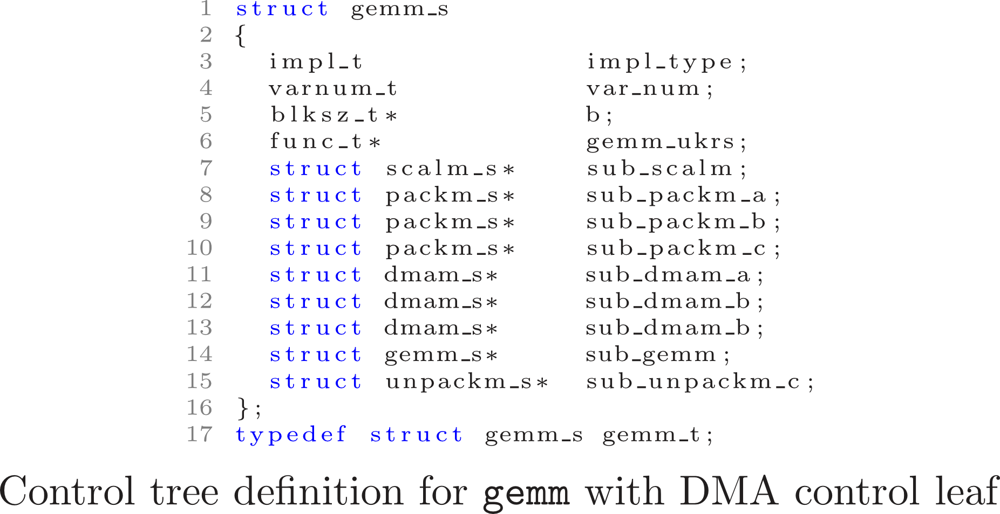 1 struct gemm_s
2 {
3 impl_t impl_type;
4 varnum_t var_num;
5 blksz_t* b;
6 func_t* gemm_ukrs;
7 struct scalm_s* sub_scalm;
8 struct packm_s* sub_packm_a;
9 struct packm_s* sub_packm_b;
10 struct packm_s* sub_packm_c;
11 struct dmam_s* sub_dmam_a;
12 struct dmam_s* sub_dmam_b;
13 struct dmam_s* sub_dmam_b;
14 struct gemm_s* sub_gemm;
15 struct unpackm_s* sub_unpackm_c;
16 };
17 typedef struct gemm_s gemm_t;
Control tree definition for gemm with DMA control leaf